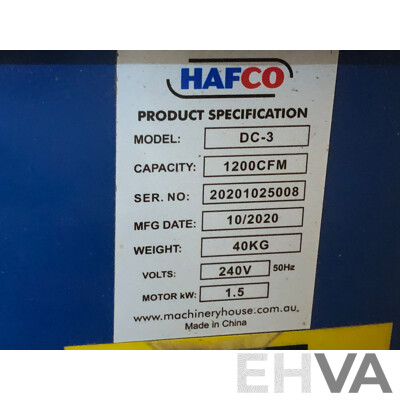 HAFCO
PRODUCT SPECIFICATION
MODEL: DC-3
CAPACITY: 1200CFM
SER. NO: 20201025008
MFG DATE: 10/2020
WEIGHT: 40KG
VOLTS: 240V 50Hz
MOTOR kW: 1.5
www.machineryhouse.com.au
Made in China
EHVA